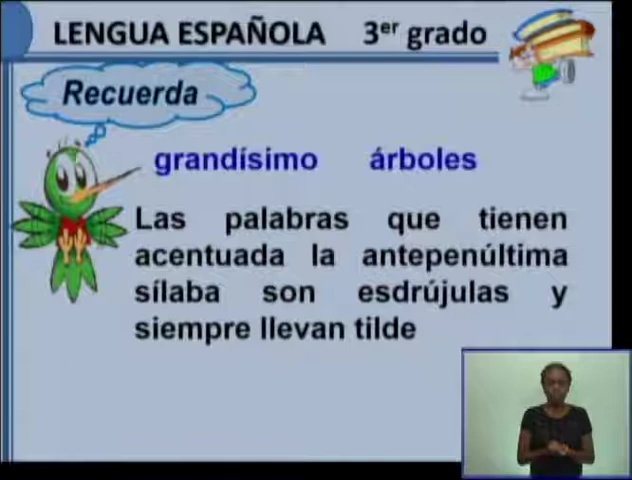 LENGUA ESPAÑOLA 3er grado
Recuerda
grandísimo árboles
Las palabras que tienen
acentuada la antepenúltima
sílaba son esdrújulas y
siempre llevan tilde